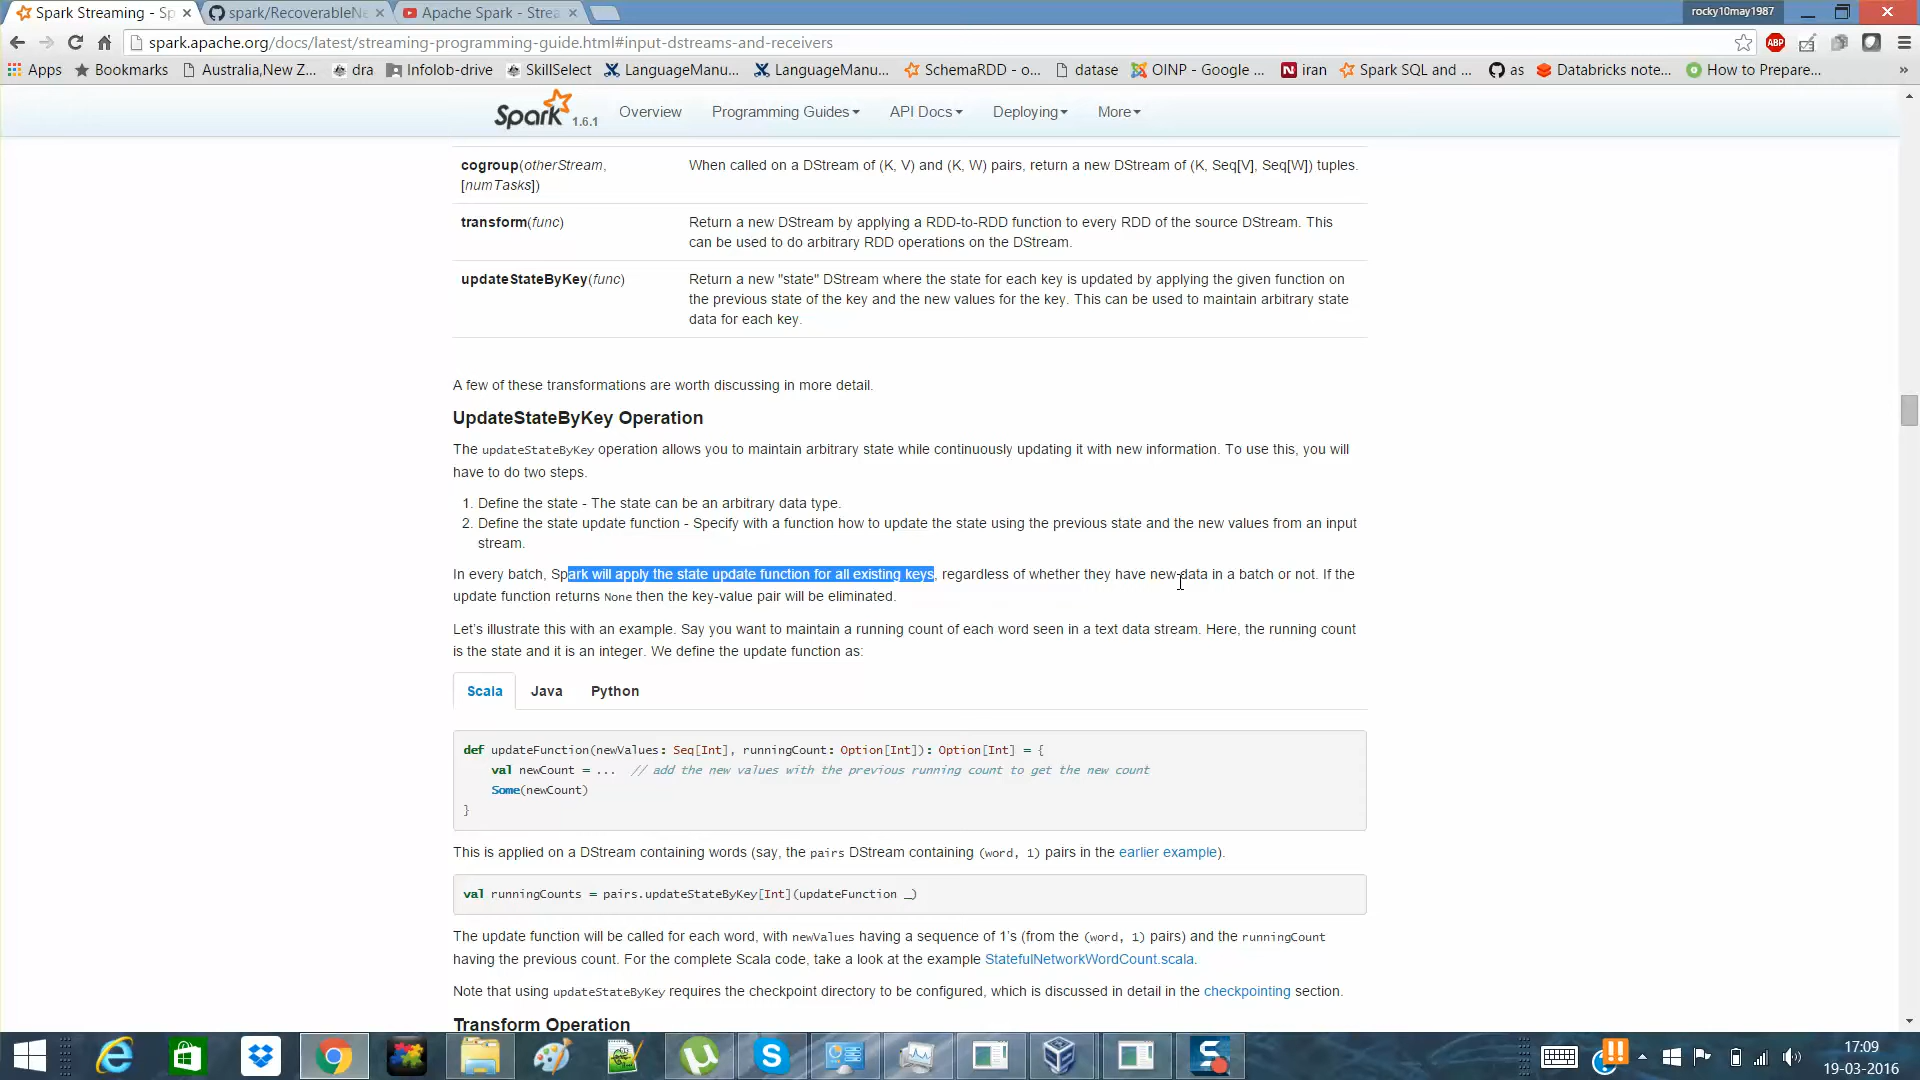 Spark Streaming - Sp
spark/RecoverableNe
Apache Spark - Strea
rocky10may1987
spark.apache.org/docs/latest/streaming-programming-guide.html#input-dstreams-and-receivers
ABP
Apps
Bookmarks
Australia,New Z...
dra
Infolob-drive
SkillSelect
LanguageManu...
LanguageManu...
SchemaRDD - o...
datase
OINP - Google ...
N iran
Spark SQL and ...
as
Databricks note...
How to Prepare...
»
Spark 1.6.1
Overview
Programming Guides
API Docs
Deploying
More
cogroup(otherStream, When called on a DStream of (K, V) and (K, W) pairs, return a new DStream of (K, Seq[V], Seq[W]) tuples.
[numTasks])
transform(func) Return a new DStream by applying a RDD-to-RDD function to every RDD of the source DStream. This
can be used to do arbitrary RDD operations on the DStream.
updateStateByKey(func) Return a new "state" DStream where the state for each key is updated by applying the given function on
the previous state of the key and the new values for the key. This can be used to maintain arbitrary state
data for each key.
A few of these transformations are worth discussing in more detail.
UpdateStateByKey Operation
The updateStateByKey operation allows you to maintain arbitrary state while continuously updating it with new information. To use this, you will
have to do two steps.
1. Define the state - The state can be an arbitrary data type.
2. Define the state update function - Specify with a function how to update the state using the previous state and the new values from an input
stream.
In every batch, Spark will apply the state update function for all existing keys, regardless of whether they have new data in a batch or not. If the
update function returns None then the key-value pair will be eliminated.
Let's illustrate this with an example. Say you want to maintain a running count of each word seen in a text data stream. Here, the running count
is the state and it is an integer. We define the update function as:
Scala
Java
Python
def updateFunction(newValues: Seq[Int], runningCount: Option[Int]): Option[Int] = {
val newCount = ... // add the new values with the previous running count to get the new count
Some(newCount)
}
This is applied on a DStream containing words (say, the pairs DStream containing (word, 1) pairs in the earlier example).
val runningCounts = pairs.updateStateByKey[Int](updateFunction _)
The update function will be called for each word, with newValues having a sequence of 1's (from the (word, 1) pairs) and the runningCount
having the previous count. For the complete Scala code, take a look at the example StatefulNetworkWordCount.scala.
Note that using updateStateByKey requires the checkpoint directory to be configured, which is discussed in detail in the checkpointing section.
Transform Operation
17:09
19-03-2016